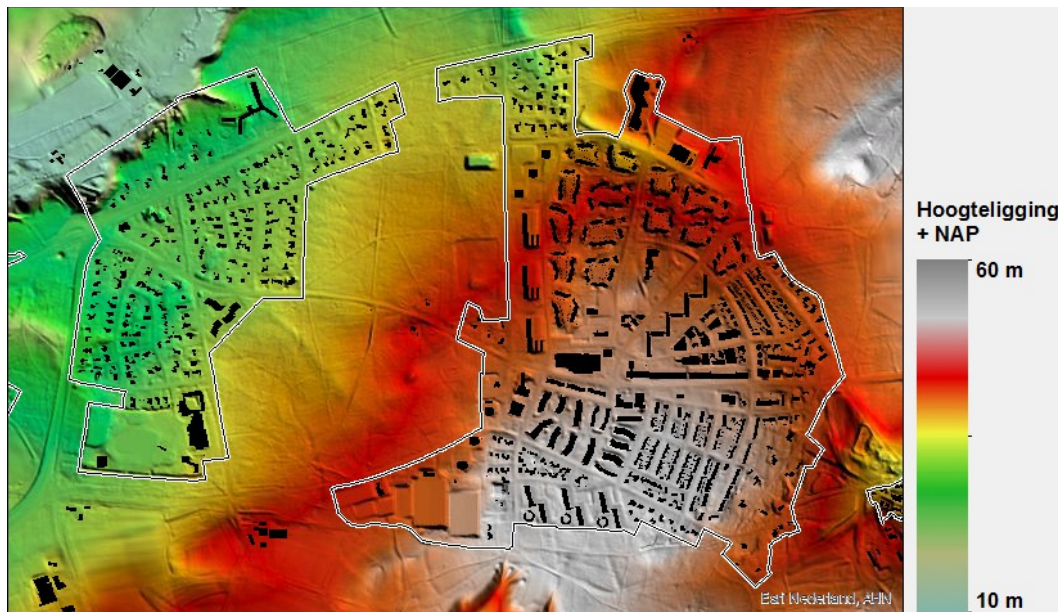 Hoogteligging
+ NAP
60 m
10 m
Esri Nederland, AHN